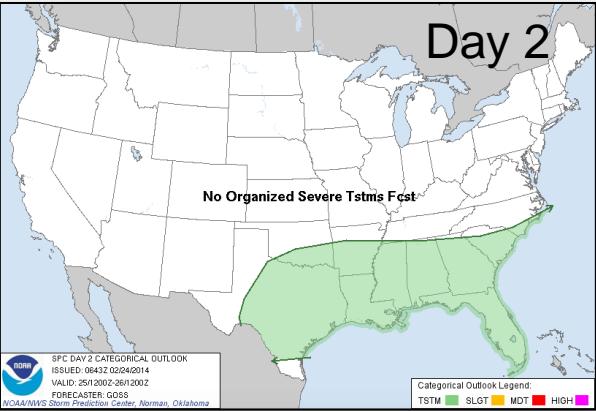 Day 2
No Organized Severe Tstms Fcst
NOAA
SPC DAY 2 CATEGORICAL OUTLOOK
ISSUED: 0643Z 02/24/2014
VALID: 25/1200Z-26/1200Z
FORECASTER: GOSS
NOAA/NWS Storm Prediction Center, Norman, Oklahoma
Categorical Outlook Legend:
TSTM SLGT MDT HIGH